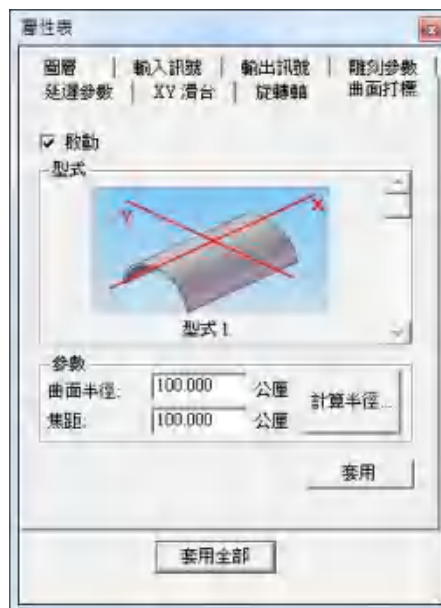 屬性表
圖層 | 輸入訊號 | 輸出訊號 | 雕刻參數
延遲參數 | XY 滑台 | 旋轉軸 | 曲面打標
啟動
型式
Y X
型式 1
參數
曲面半徑: 100.000 公厘
焦距: 100.000 公厘
計算半徑...
套用
套用全部